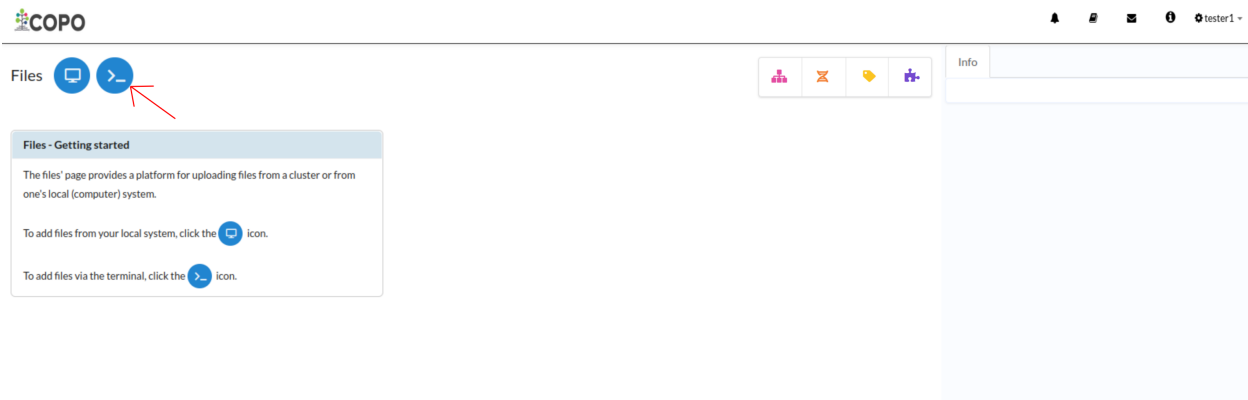 COPO
tester1
Files
Info
Files - Getting started
The files' page provides a platform for uploading files from a cluster or from
one's local (computer) system.
To add files from your local system, click the icon.
To add files via the terminal, click the icon.